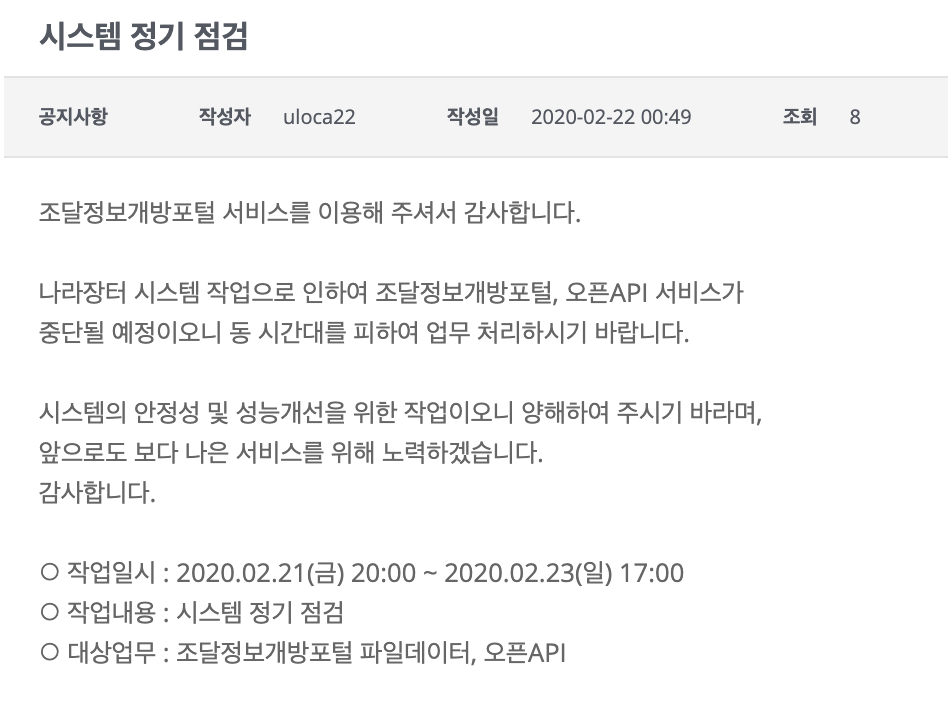 시스템 정기 점검
공지사항 작성자 uloca22 작성일 2020-02-22 00:49 조회 8
조달정보개방포털 서비스를 이용해 주셔서 감사합니다.
나라장터 시스템 작업으로 인하여 조달정보개방포털, 오픈API 서비스가
중단될 예정이오니 동 시간대를 피하여 업무 처리하시기 바랍니다.
시스템의 안정성 및 성능개선을 위한 작업이오니 양해하여 주시기 바라며,
앞으로도 보다 나은 서비스를 위해 노력하겠습니다.
감사합니다.
○ 작업일시 : 2020.02.21(금) 20:00 ~ 2020.02.23(일) 17:00
○ 작업내용 : 시스템 정기 점검
○ 대상업무 : 조달정보개방포털 파일데이터, 오픈API